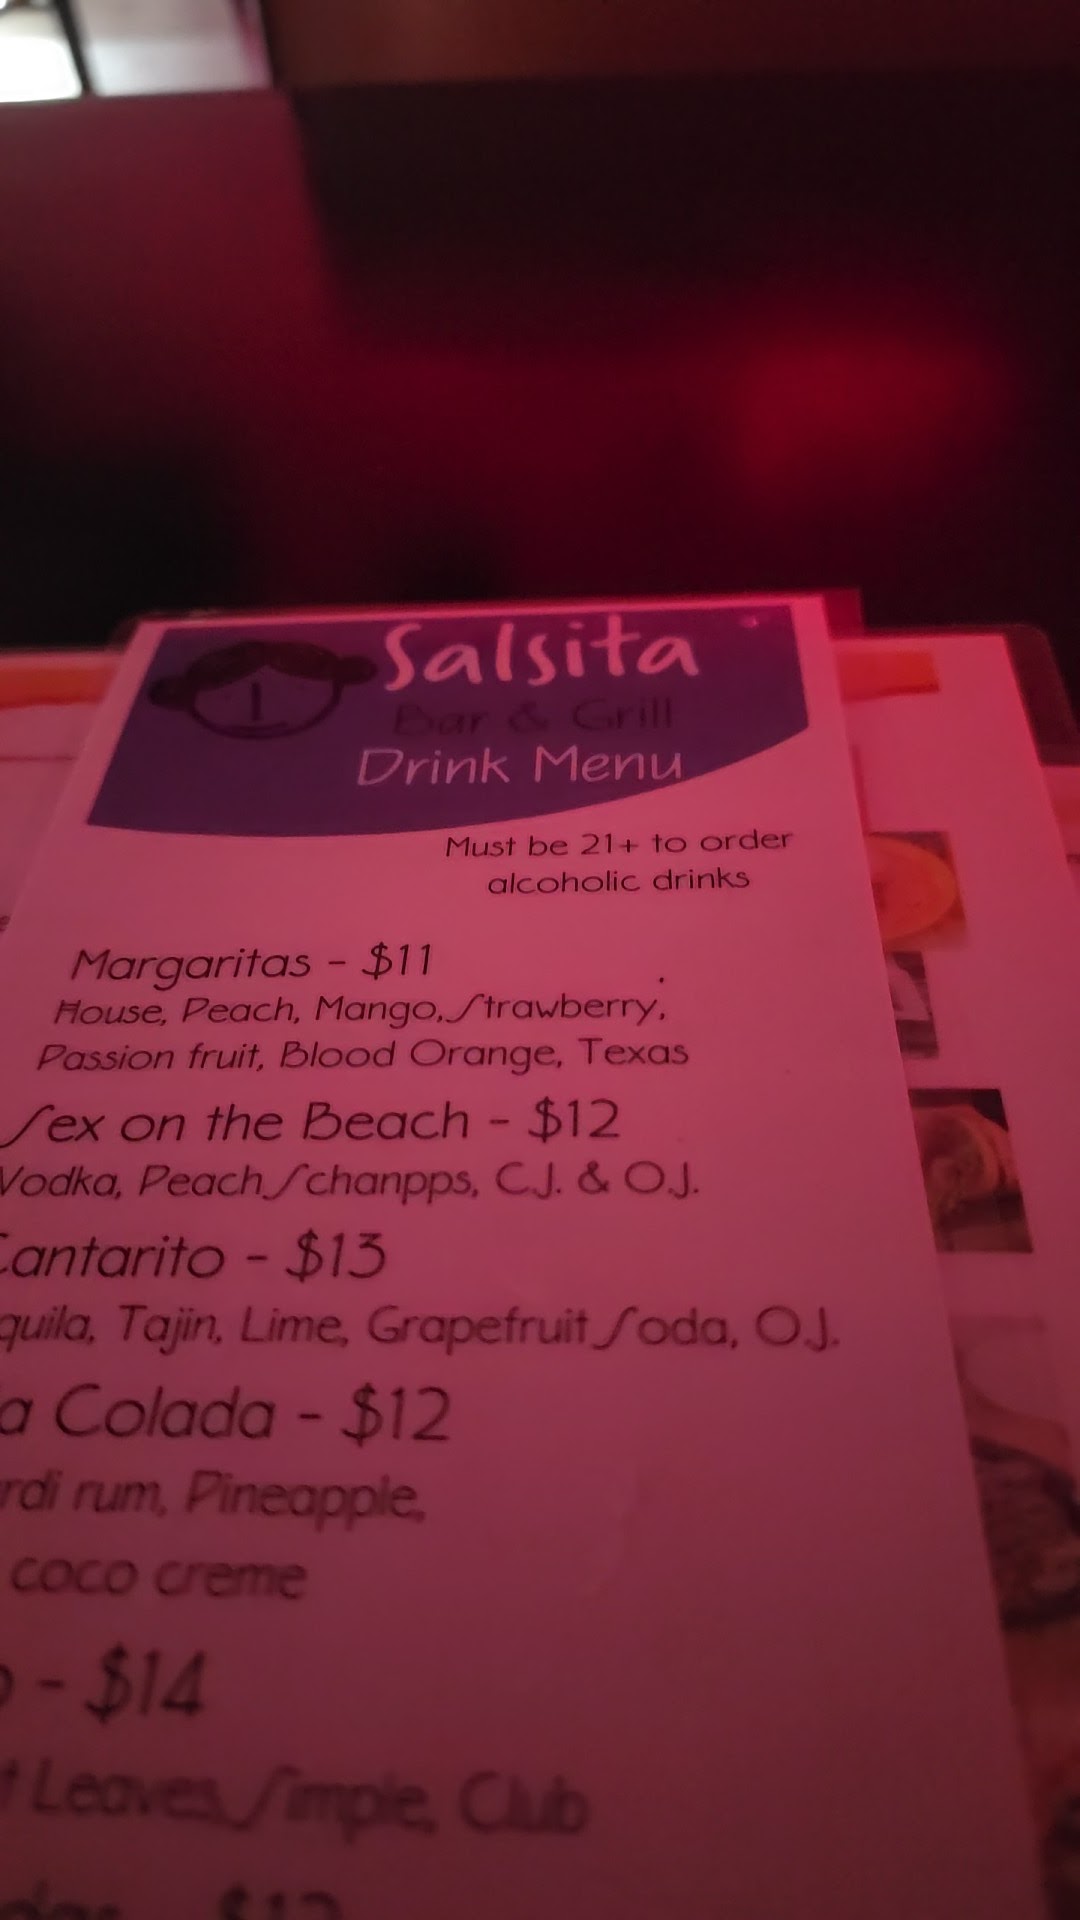 Salsita
Bar & Grill
Drink Menu
Must be 21+ to order
alcoholic drinks
Margaritas - $11
House, Peach, Mango, Strawberry,
Passion fruit, Blood Orange, Texas
Sex on the Beach - $12
Vodka, Peach Schanpps, C.J. & O.J.
Cantarito - $13
quila, Tajin, Lime, Grapefruit Soda, O.J.
a Colada - $12
rdi rum, Pineapple,
coco creme
o - $14
t Leaves, Simple, Club